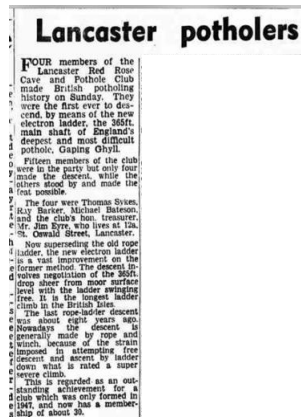 Lancaster potholers
FOUR members of the
Lancaster Red Rose
Cave and Pothole Club
made British potholing
history on Sunday. They
were the first ever to des-
cend, by means of the new
electron ladder, the 365ft.
main shaft of England's
deepest and most difficult
pothole, Gaping Ghyll.
Fifteen members of the club
were in the party but only four
made the descent, while the
others stood by and made the
feat possible.
The four were Thomas Sykes,
Ray Barker, Michael Bateson,
and the club's hon. treasurer,
Mr. Jim Eyre, who lives at 12a,
St. Oswald Street, Lancaster.
Now superseding the old rope
ladder, the new electron ladder
is a vast improvement on the
former method. The descent in-
volves negotiation of the 365ft.
drop sheer from moor surface
level with the ladder swinging
free. It is the longest ladder
climb in the British Isles.
The last rope-ladder descent
was about eight years ago.
Nowadays the descent is
generally made by rope and
winch, because of the strain
imposed in attempting free
descent and ascent by ladder
down what is rated a super
severe climb.
This is regarded as an out-
standing achievement for a
club which was only formed in
1947, and now has a member-
ship of about 30.